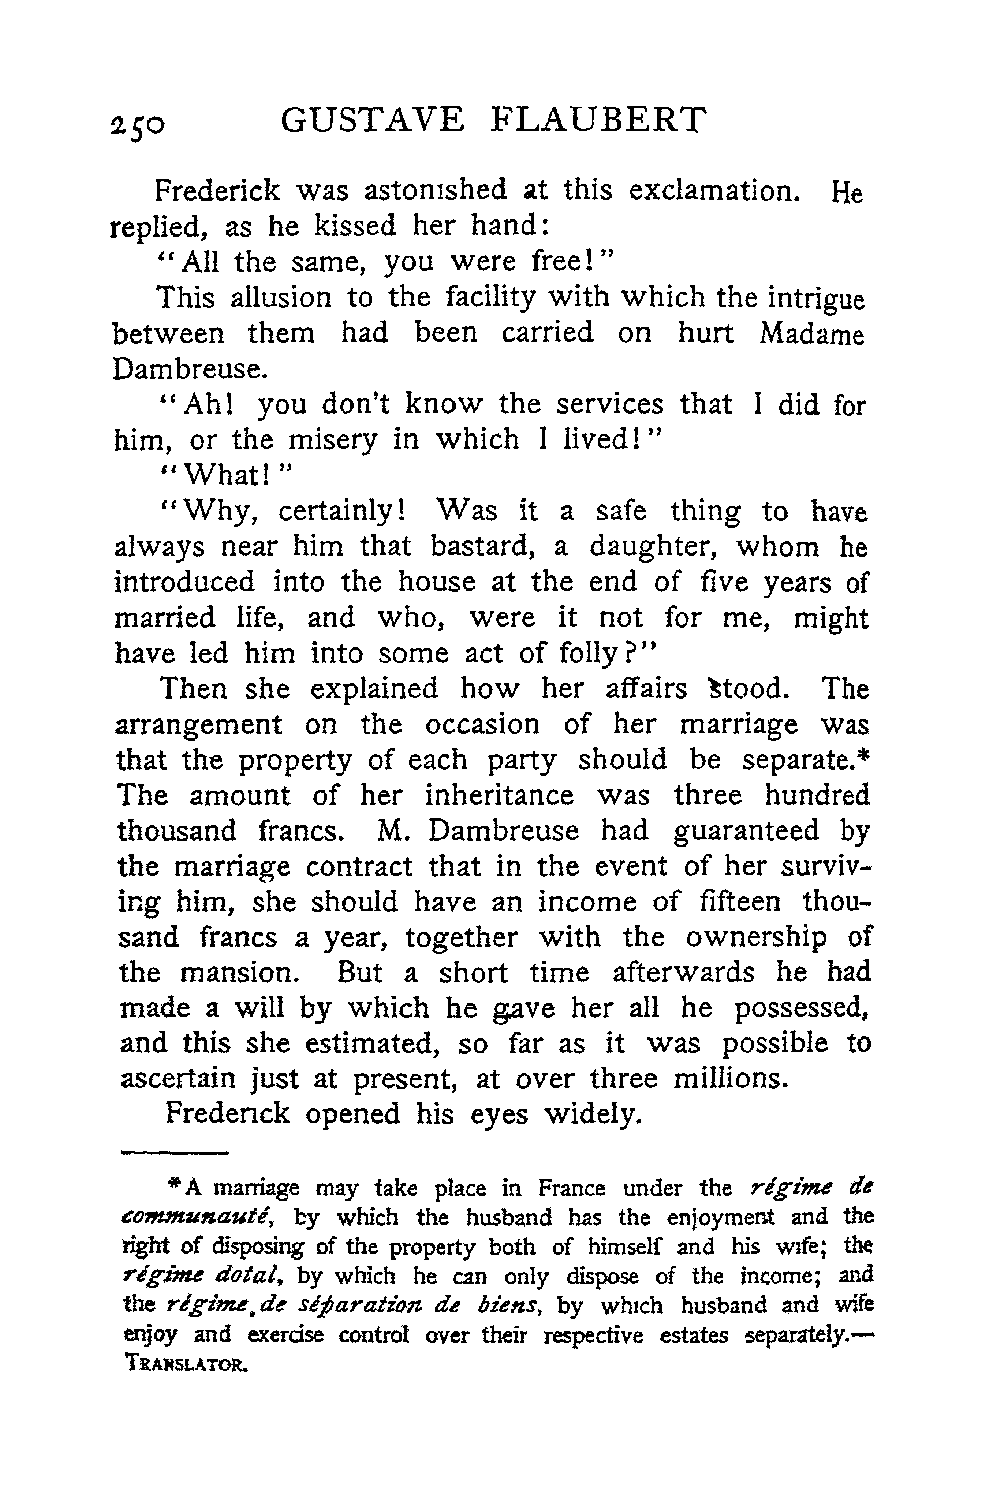 250 GUSTAVE FLAUBERT
Frederick was astonished at this exclamation. He
replied, as he kissed her hand:
"All the same, you were free!"
This allusion to the facility with which the intrigue
between them had been carried on hurt Madame
Dambreuse.
"Ah! you don't know the services that I did for
him, or the misery in which I lived!"
"What!"
"Why, certainly! Was it a safe thing to have
always near him that bastard, a daughter, whom he
introduced into the house at the end of five years of
married life, and who, were it not for me, might
have led him into some act of folly?"
Then she explained how her affairs stood. The
arrangement on the occasion of her marriage was
that the property of each party should be separate.*
The amount of her inheritance was three hundred
thousand francs. M. Dambreuse had guaranteed by
the marriage contract that in the event of her surviv-
ing him, she should have an income of fifteen thou-
sand francs a year, together with the ownership of
the mansion. But a short time afterwards he had
made a will by which he gave her all he possessed,
and this she estimated, so far as it was possible to
ascertain just at present, at over three millions.
Frederick opened his eyes widely.
*A marriage may take place in France under the régime de
communauté, by which the husband has the enjoyment and the
right of disposing of the property both of himself and his wife; the
régime dotal, by which he can only dispose of the income; and
the régime de séparation de biens, by which husband and wife
enjoy and exercise control over their respective estates separately.—
TRANSLATOR.